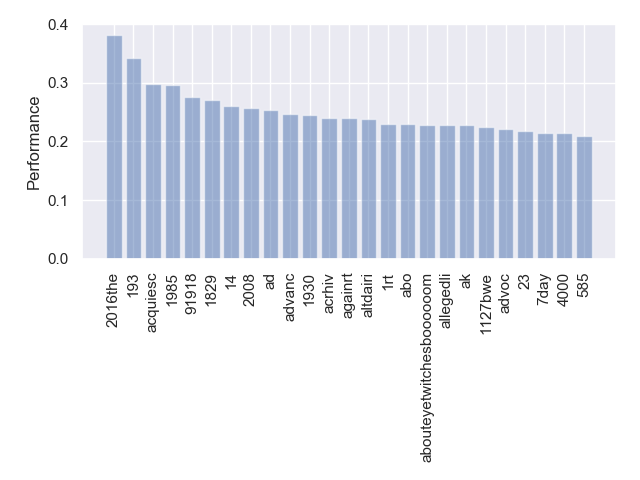 0.4
0.3
0.2
0.1
0.0
Performance
2016the
193
acquiesc
1985
91918
1829
14
2008
ad
advanc
1930
acrhiv
againrt
altdairi
1rt
abo
abouteyetwitchesboooooom
allegedli
ak
1127bwe
advoc
23
7day
4000
585